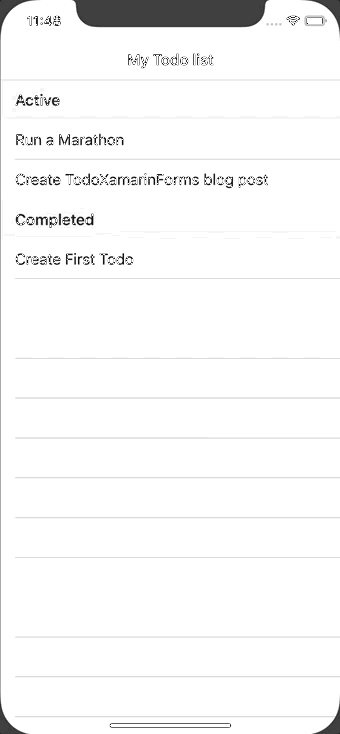 11:48
My Todo list
Active
Run a Marathon
Create TodoXamarinForms blog post
Completed
Create First Todo